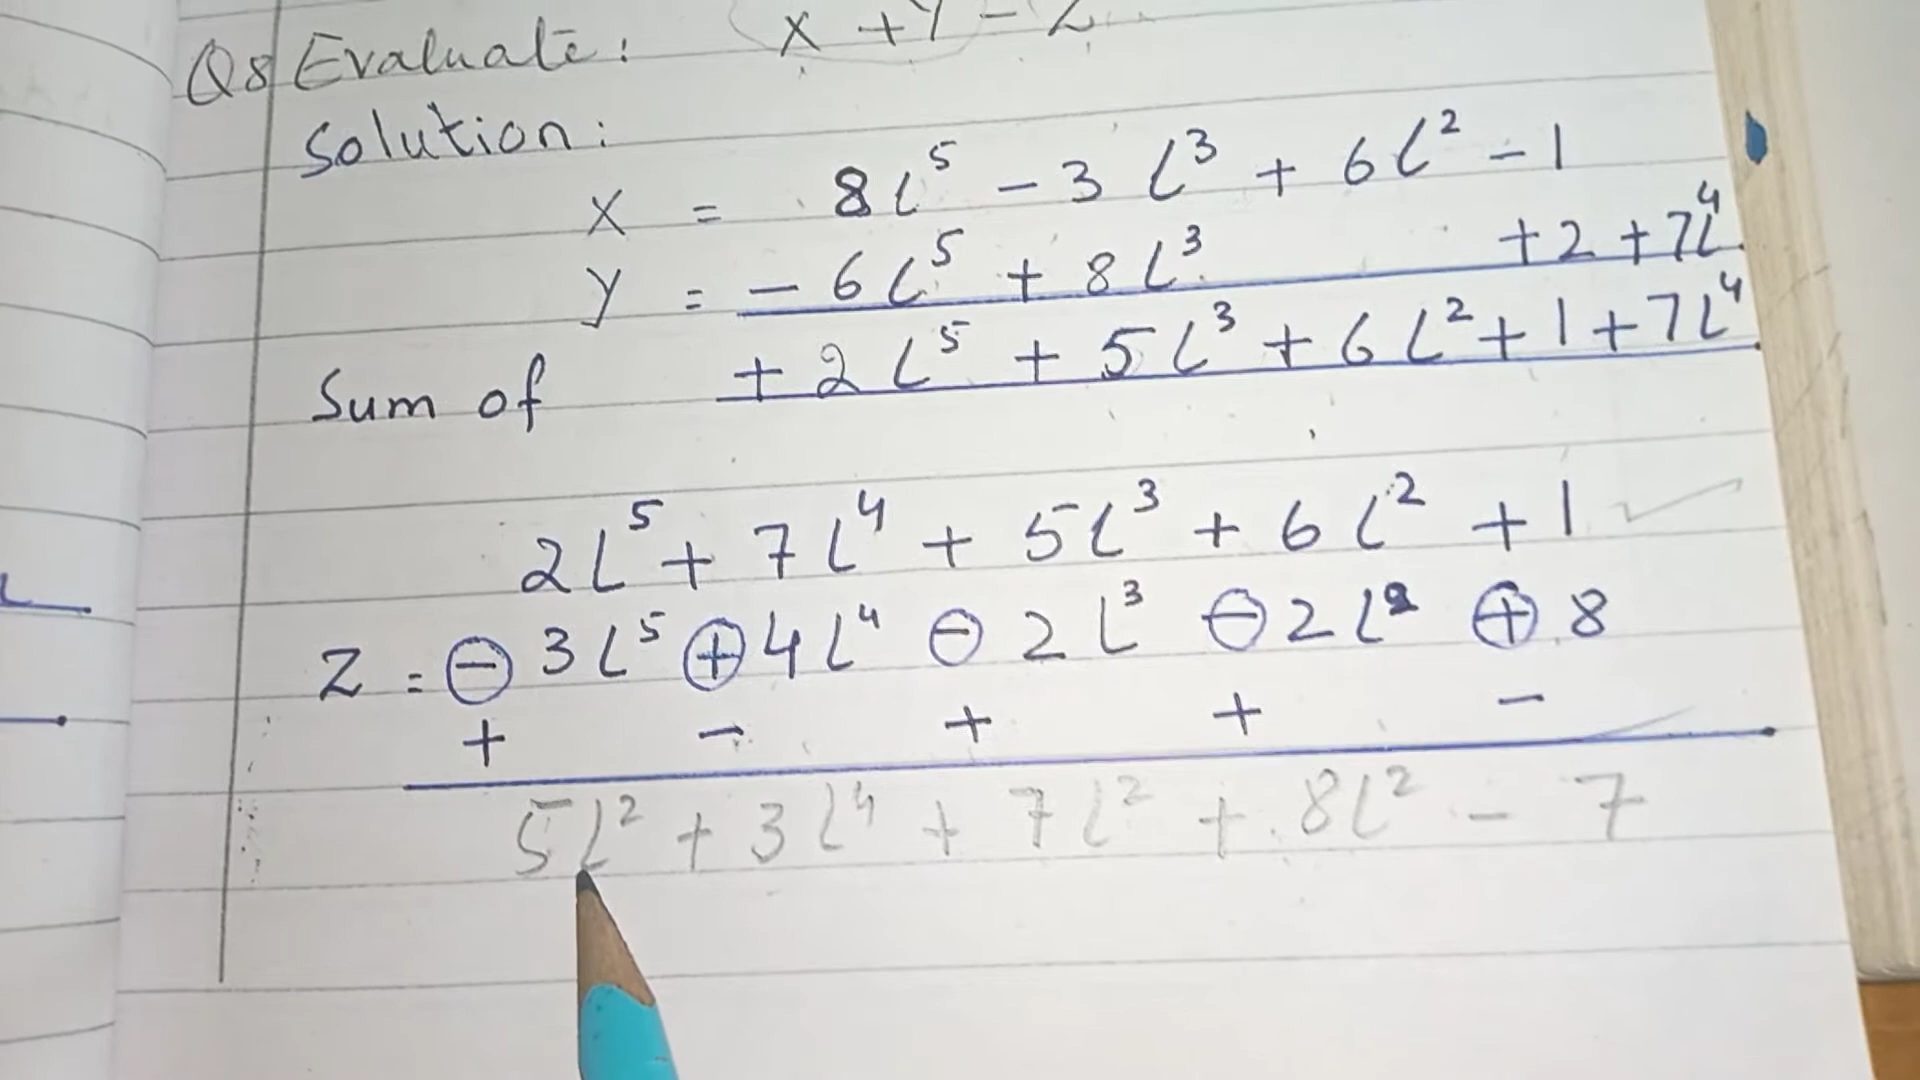 Q8 Evaluate: x + y - z
Solution:
x = 8l⁵ - 3l³ + 6l² - 1
y = - 6l⁵ + 8l³ + 2 + 7l⁴
Sum of + 2l⁵ + 5l³ + 6l² + 1 + 7l⁴
2l⁵ + 7l⁴ + 5l³ + 6l² + 1 ✓
z = ⊖ 3l⁵ ⊕ 4l⁴ ⊖ 2l³ ⊖ 2l² ⊕ 8
+ - + + -
5l² + 3l⁴ + 7l² + 8l² - 7